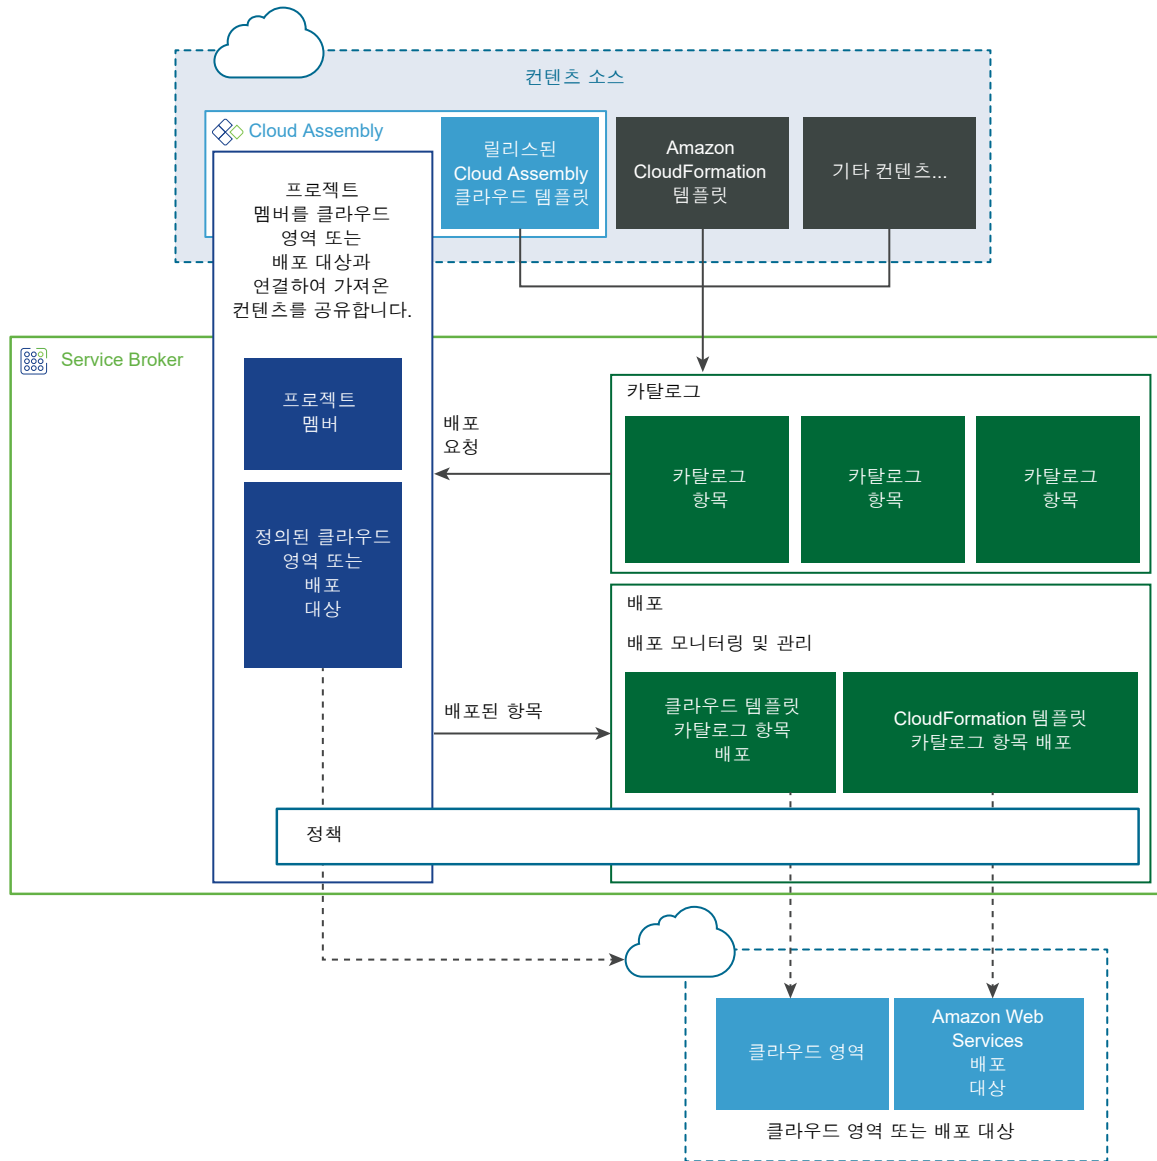 컨텐츠 소스
Cloud Assembly
릴리스된
Cloud Assembly
클라우드 템플릿
Amazon
CloudFormation
템플릿
기타 컨텐츠...
프로젝트
멤버를 클라우드
영역 또는
배포 대상과
연결하여 가져온
컨텐츠를 공유합니다.
Service Broker
프로젝트
멤버
정의된 클라우드
영역 또는
배포
대상
배포
요청
카탈로그
카탈로그
항목
카탈로그
항목
카탈로그
항목
배포
배포 모니터링 및 관리
배포된 항목
클라우드 템플릿
카탈로그 항목
배포
CloudFormation 템플릿
카탈로그 항목 배포
정책
클라우드 영역
Amazon Web
Services
배포
대상
클라우드 영역 또는 배포 대상